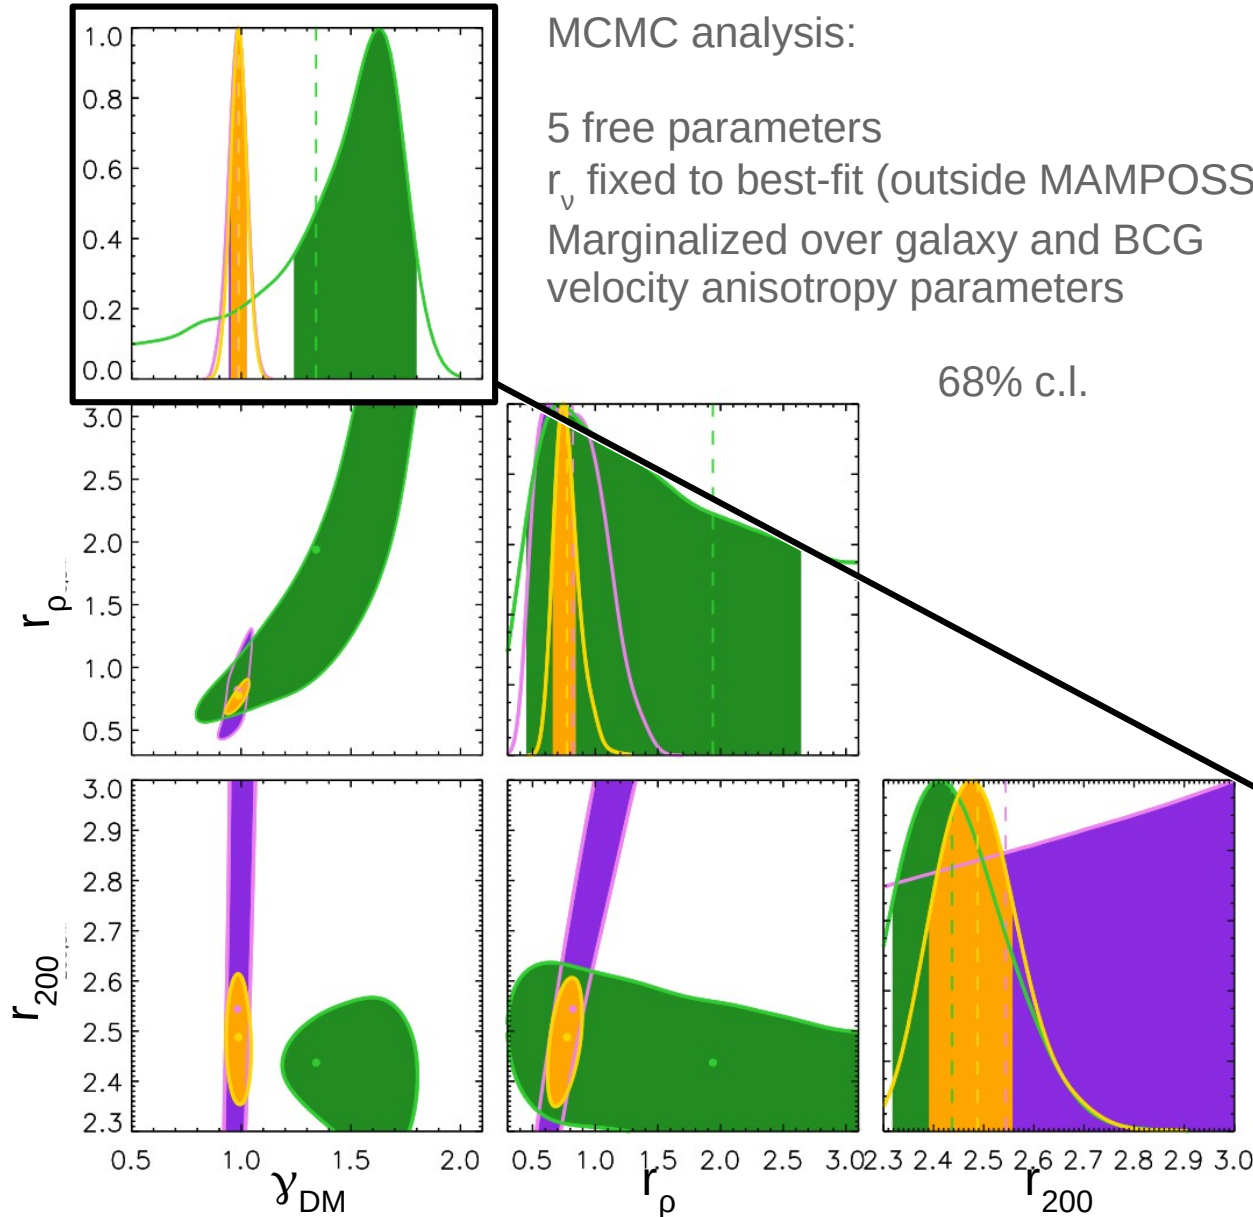 MCMC analysis:
5 free parameters
rν fixed to best-fit (outside MAMPOSS
Marginalized over galaxy and BCG
velocity anisotropy parameters
68% c.l.
1.0
0.8
0.6
0.4
0.2
0.0
3.0
2.5
2.0
1.5
1.0
0.5
rρ
3.0
2.9
2.8
2.7
2.6
2.5
2.4
2.3
r200
0.5 1.0 1.5 2.0
0.5 1.0 1.5 2.0 2.5 3.0
2.3 2.4 2.5 2.6 2.7 2.8 2.9 3.0
γDM
rρ
r200